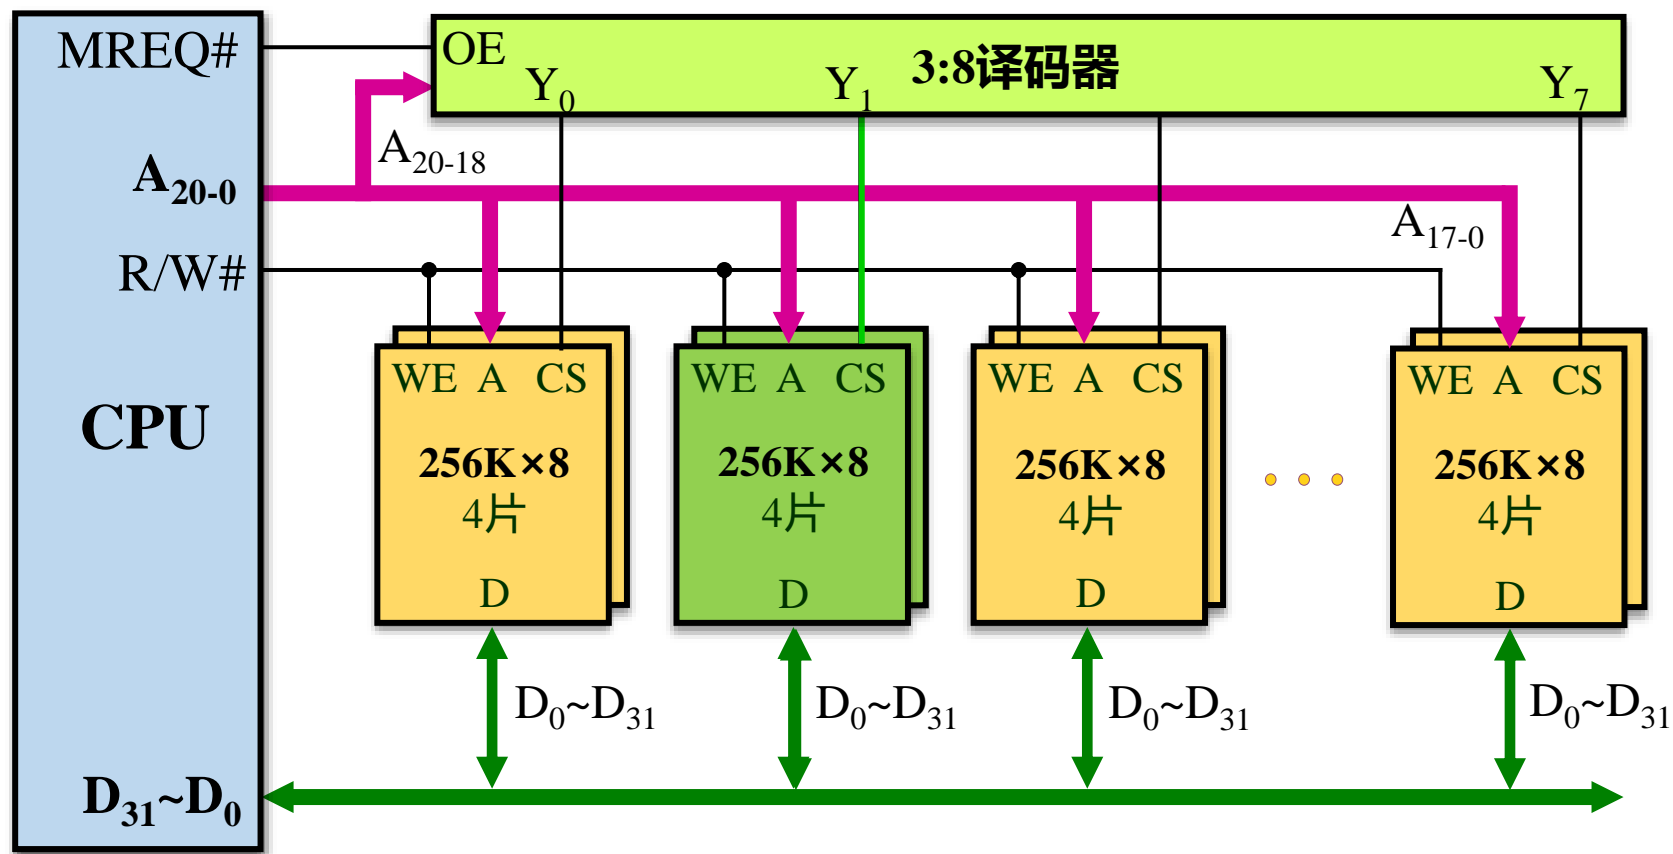 MREQ#
OE
3:8译码器
Y0
Y1
Y7
A20-18
A20-0
A17-0
R/W#
WE A CS
WE A CS
WE A CS
WE A CS
CPU
256K×8
256K×8
256K×8
256K×8
4片
4片
4片
4片
D
D
D
D
D0~D31
D0~D31
D0~D31
D0~D31
D31~D0